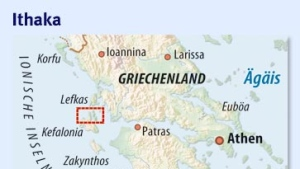 Ithaka
Ioannina
Larissa
Korfu
GRIECHENLAND
Ägäis
IONISCHE INSELN
Lefkas
Euböa
Kefalonia
Patras
Athen
Zakynthos